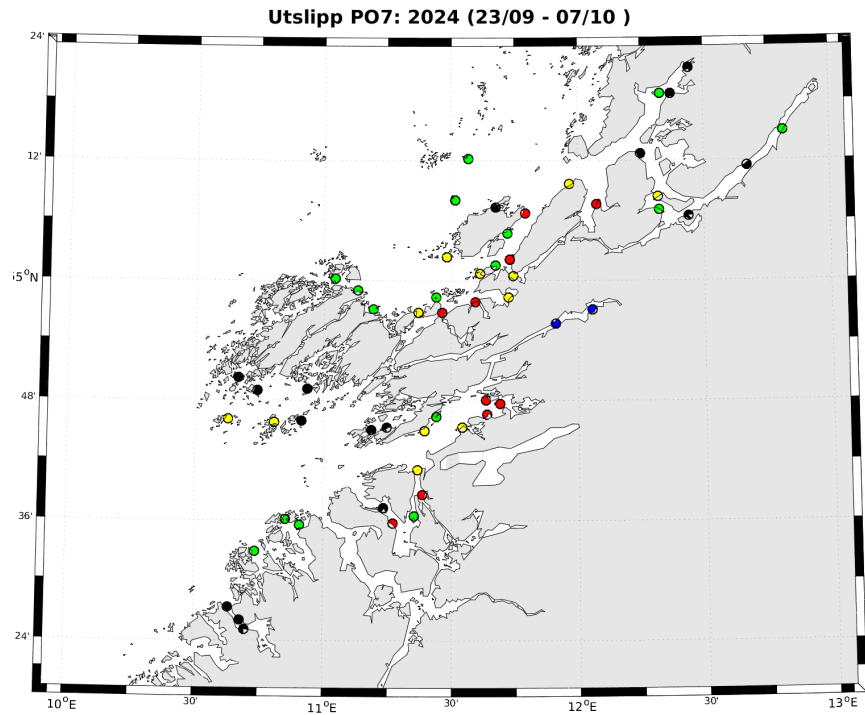 Utslipp PO7: 2024 (23/09 - 07/10 )
24'
12'
5°N
48'
36'
24'
10°E
30'
11°E
30'
12°E
30'
13°E